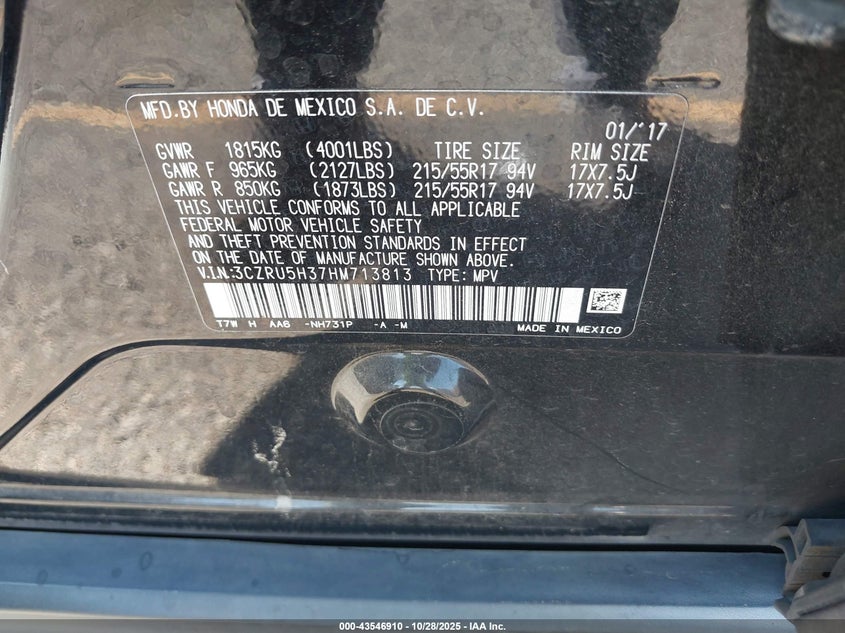 MFD.BY HONDA DE MEXICO S.A. DE C.V.
01/'17
GVWR 1815KG (4001LBS) TIRE SIZE RIM SIZE
GAWR F 965KG (2127LBS) 215/55R17 94V 17X7.5J
GAWR R 850KG (1873LBS) 215/55R17 94V 17X7.5J
THIS VEHICLE CONFORMS TO ALL APPLICABLE
FEDERAL MOTOR VEHICLE SAFETY
AND THEFT PREVENTION STANDARDS IN EFFECT
ON THE DATE OF MANUFACTURE SHOWN ABOVE.
V.I.N.:3CZRU5H37HM713813 TYPE:MPV
T7W H AA6 -NH731P -A -M MADE IN MEXICO
000-43546910 | 10/28/2025 - IAA Inc.